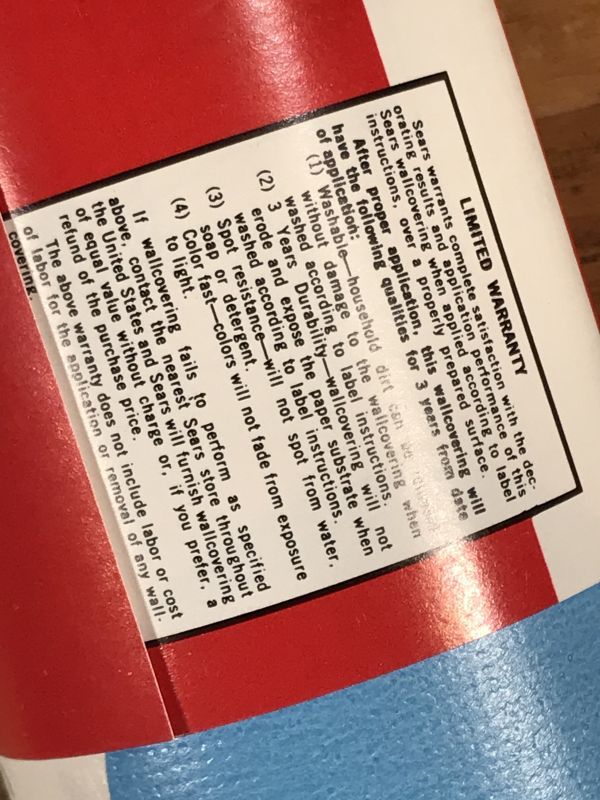 LIMITED WARRANTY
Sears warrants complete satisfaction with the dec-
orating results and application performance of this
Sears wallcovering when applied according to label
instructions, over a properly prepared surface.
After proper application, this wallcovering will
have the following qualities for 3 years from date
of application:
(1) Washable—household dirt can be removed
without damage to the wallcovering when
washed according to label instructions.
(2) 3 Years Durability—wallcovering will not
erode and expose the paper substrate when
washed according to label instructions.
(3) Spot resistance—will not spot from water,
soap or detergent.
(4) Color fast—colors will not fade from exposure
to light.
If wallcovering fails to perform as specified
above, contact the nearest Sears store throughout
the United States and Sears will furnish wallcovering
of equal value without charge or, if you prefer, a
refund of the purchase price.
The above warranty does not include labor or cost
of labor for the application or removal of any wall-
covering.